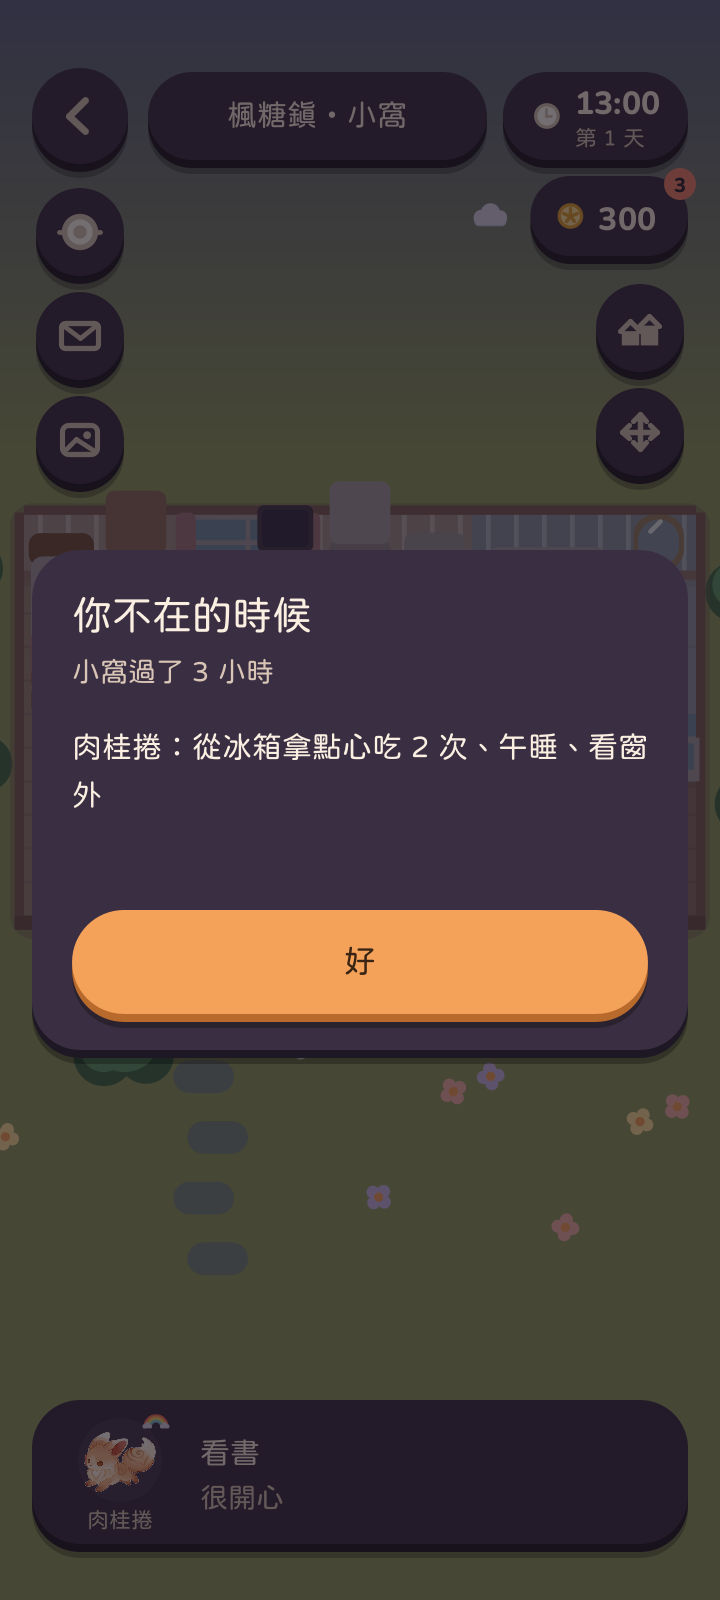 楓糖鎮・小窩
13:00
第 1 天
3
300
你不在的時候
小窩過了 3 小時
肉桂捲：從冰箱拿點心吃 2 次、午睡、看窗
外
好
看書
很開心
肉桂捲